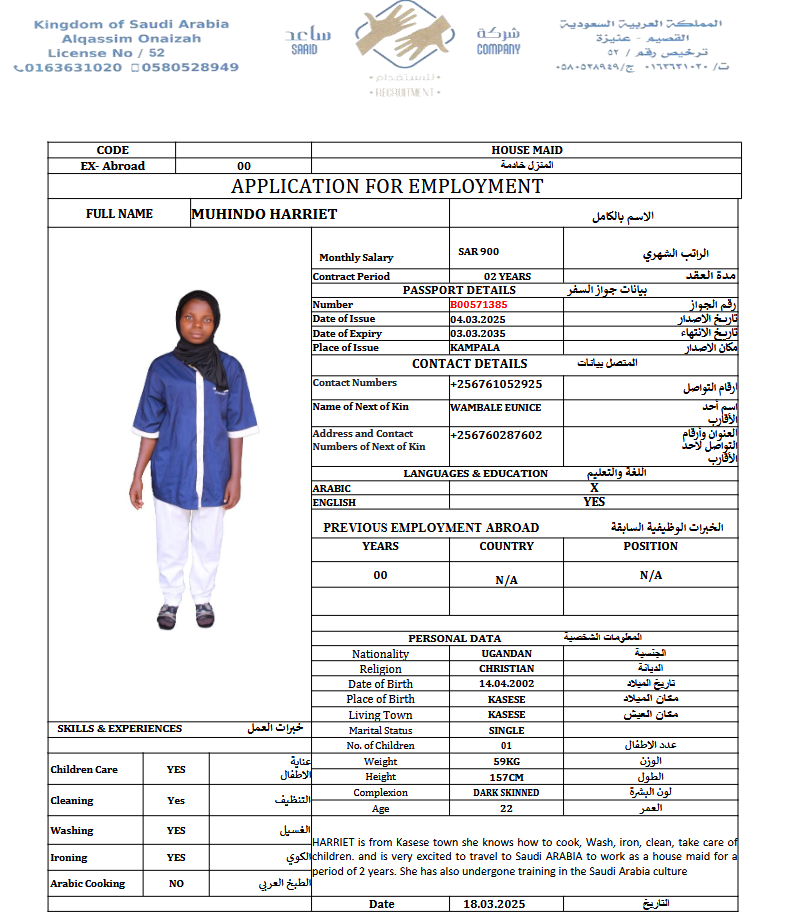 Kingdom of Saudi Arabia
Alqassim Onaizah
License No / 52
0163631020 0580528949
ساعد
SAAID
شركة
COMPANY
للاستقدام
RECRUITMENT
المملكة العربية السعودية
القصيم - عنيزة
ترخيص رقم / ٥٢
ت/ ٠١٦٣٦٣١٠٢٠ ج/ ٠٥٨٠٥٢٨٩٤٩
CODE HOUSE MAID
EX- Abroad 00 المنزل خادمة
APPLICATION FOR EMPLOYMENT
FULL NAME MUHINDO HARRIET الاسم بالكامل
Monthly Salary SAR 900 الراتب الشهري
Contract Period 02 YEARS مدة العقد
PASSPORT DETAILS بيانات جواز السفر
Number B00571385 رقم الجواز
Date of Issue 04.03.2025 تاريخ الاصدار
Date of Expiry 03.03.2035 تاريخ الانتهاء
Place of Issue KAMPALA مكان الاصدار
CONTACT DETAILS المتصل بيانات
Contact Numbers +256761052925 ارقام التواصل
Name of Next of Kin WAMBALE EUNICE اسم أحد
الأقارب
Address and Contact +256760287602 العنوان وأرقام
Numbers of Next of Kin التواصل لاحد
الأقارب
LANGUAGES & EDUCATION اللغة والتعليم
ARABIC X
ENGLISH YES
PREVIOUS EMPLOYMENT ABROAD الخبرات الوظيفية السابقة
YEARS COUNTRY POSITION
00 N/A N/A
PERSONAL DATA المعلومات الشخصية
Nationality UGANDAN الجنسية
Religion CHRISTIAN الديانة
Date of Birth 14.04.2002 تاريخ الميلاد
Place of Birth KASESE مكان الميلاد
Living Town KASESE مكان العيش
Marital Status SINGLE
No. of Children 01 عدد الاطفال
Weight 59KG الوزن
Height 157CM الطول
Complexion DARK SKINNED لون البشرة
Age 22 العمر
SKILLS & EXPERIENCES خبرات العمل
Children Care YES عناية
الاطفال
Cleaning Yes التنظيف
Washing YES الغسيل
Ironing YES الكوي
Arabic Cooking NO الطبخ العربي
HARRIET is from Kasese town she knows how to cook, Wash, iron, clean, take care of
children. and is very excited to travel to Saudi ARABIA to work as a house maid for a
period of 2 years. She has also undergone training in the Saudi Arabia culture
Date 18.03.2025 التاريخ